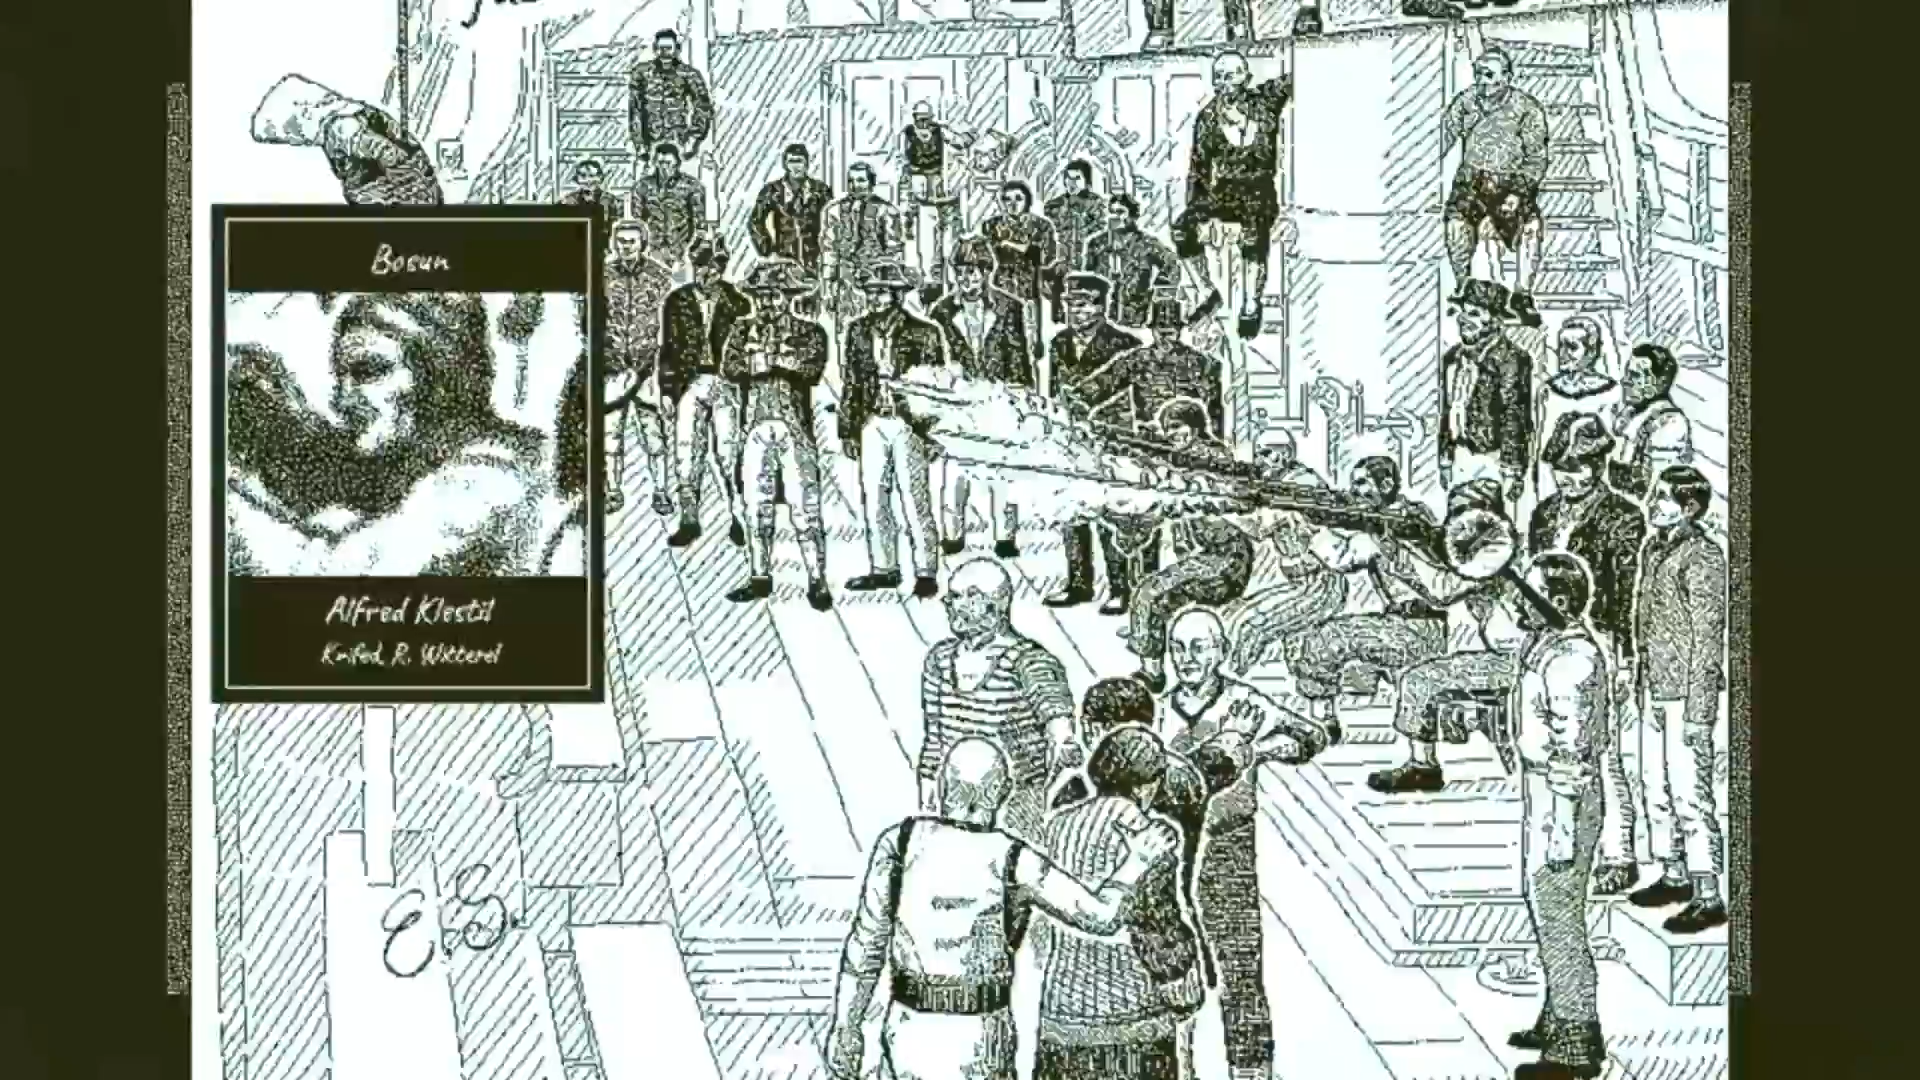 Bosun
Alfred Klestil
Knifed, R. Witterel
E.S.